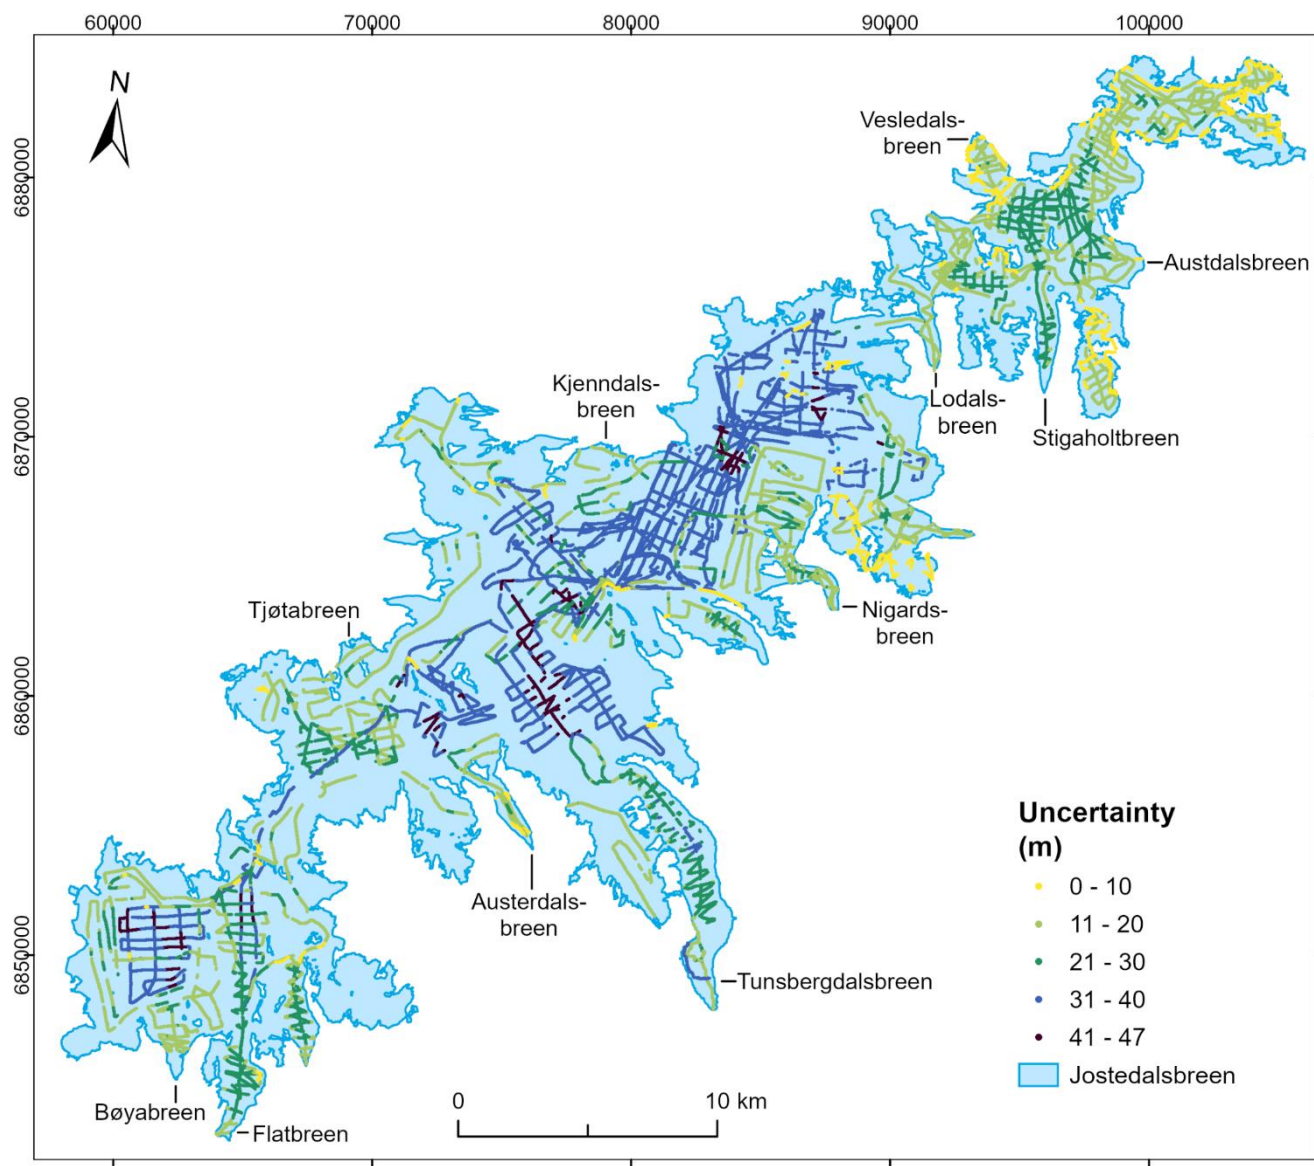 60000
70000
80000
90000
100000
N
Vesledals-
breen
6880000
Austdalsbreen
Kjenndals-
breen
Lodals-
breen
Stigaholtbreen
6870000
Tjøtabreen
Nigards-
breen
6860000
Uncertainty
(m)
0 - 10
11 - 20
21 - 30
31 - 40
41 - 47
Jostedalsbreen
Austerdals-
breen
6850000
Tunsbergdalsbreen
0
10 km
Bøyabreen
Flatbreen